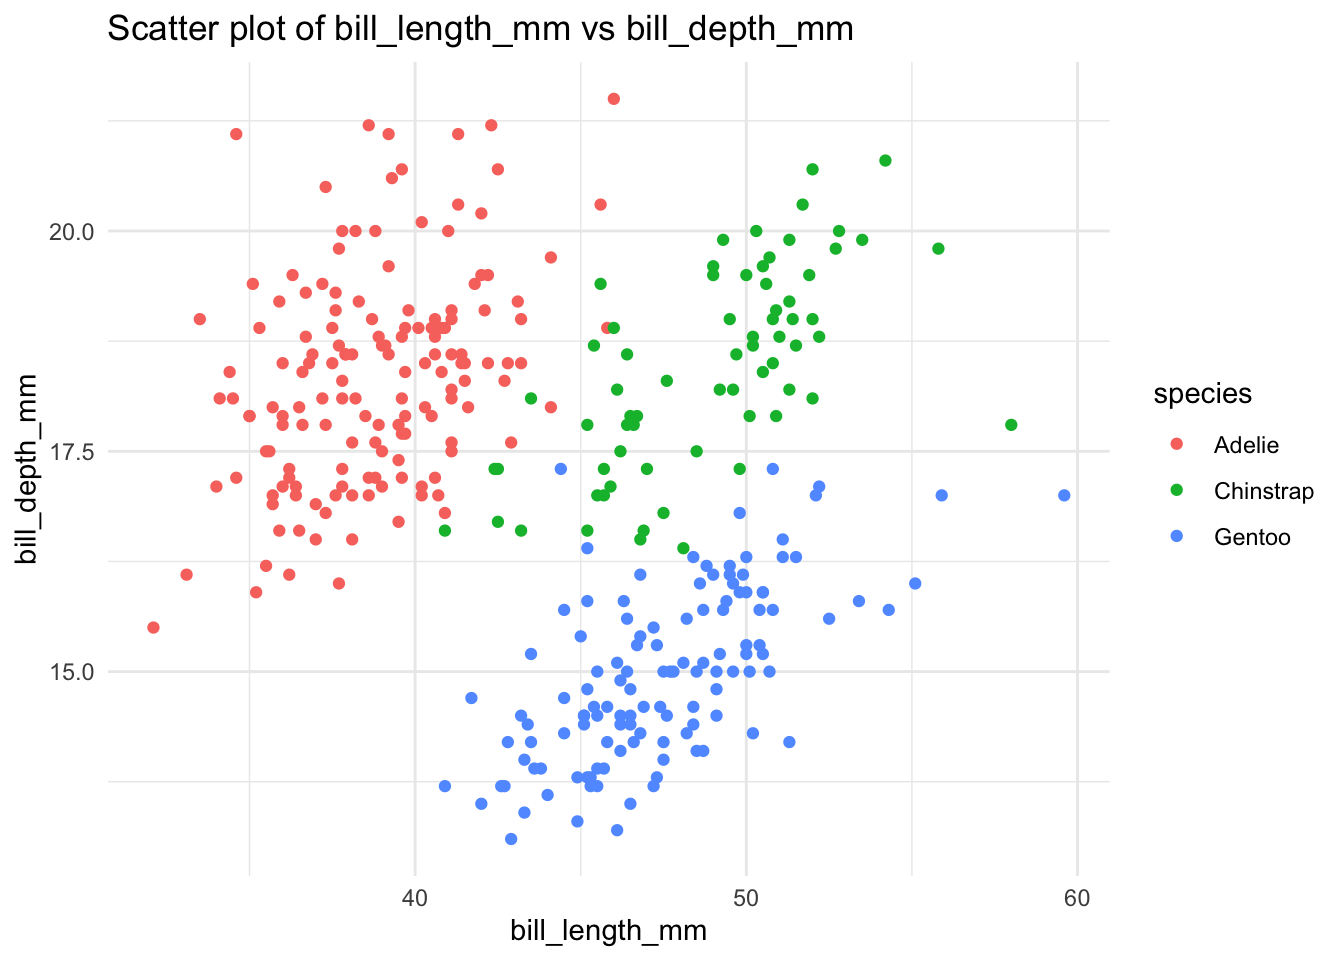 Scatter plot of bill_length_mm vs bill_depth_mm
20.0
17.5
15.0
bill_depth_mm
40 50 60
bill_length_mm
species
Adelie
Chinstrap
Gentoo